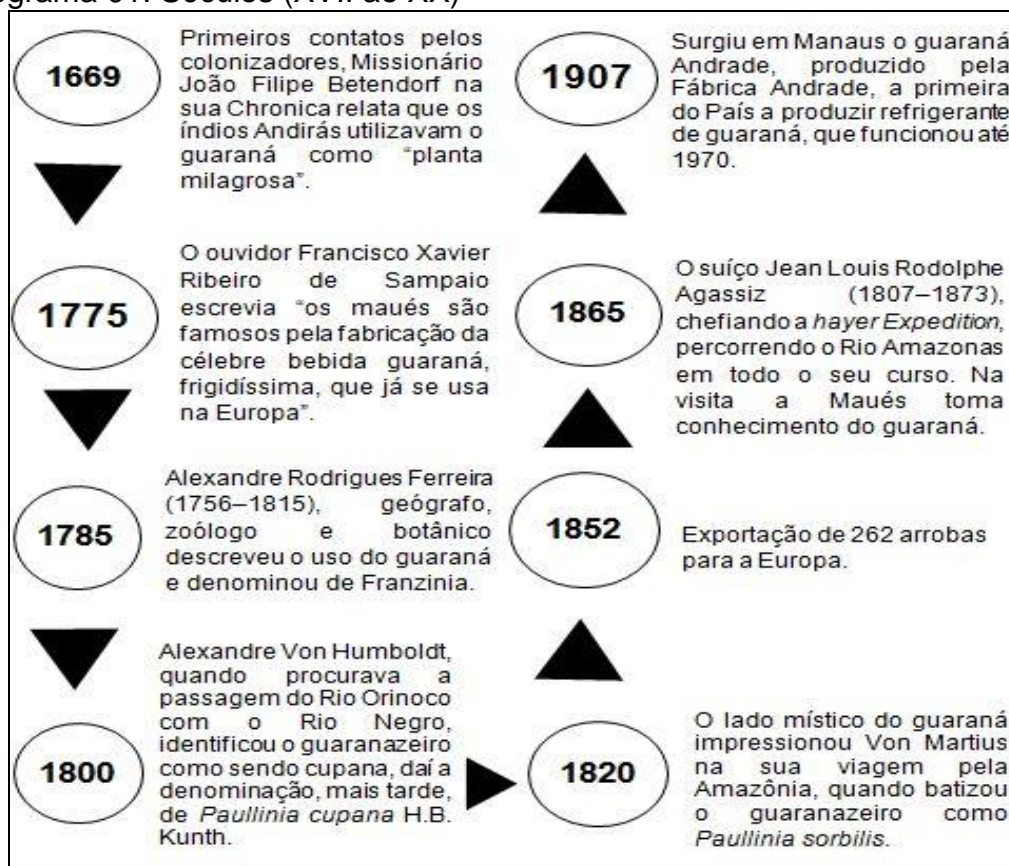 ograma 01: Séculos (XVII ao XX)
1669
Primeiros contatos pelos
colonizadores, Missionário
João Filipe Betendorf na
sua Chronica relata que os
índios Andirás utilizavam o
guaraná como “planta
milagrosa”.
1775
O ouvidor Francisco Xavier
Ribeiro de Sampaio
escrevia “os maués são
famosos pela fabricação da
célebre bebida guaraná,
frigidíssima, que já se usa
na Europa”.
1785
Alexandre Rodrigues Ferreira
(1756–1815), geógrafo,
zoólogo e botânico
descreveu o uso do guaraná
e denominou de Franzinia.
1800
Alexandre Von Humboldt,
quando procurava a
passagem do Rio Orinoco
com o Rio Negro,
identificou o guaranazeiro
como sendo cupana, daí a
denominação, mais tarde,
de Paullinia cupana H.B.
Kunth.
1820
O lado místico do guaraná
impressionou Von Martius
na sua viagem pela
Amazônia, quando batizou
o guaranazeiro como
Paullinia sorbilis.
1852
Exportação de 262 arrobas
para a Europa.
1865
O suíço Jean Louis Rodolphe
Agassiz (1807–1873),
chefiando a hayer Expedition,
percorrendo o Rio Amazonas
em todo o seu curso. Na
visita a Maués toma
conhecimento do guaraná.
1907
Surgiu em Manaus o guaraná
Andrade, produzido pela
Fábrica Andrade, a primeira
do País a produzir refrigerante
de guaraná, que funcionou até
1970.